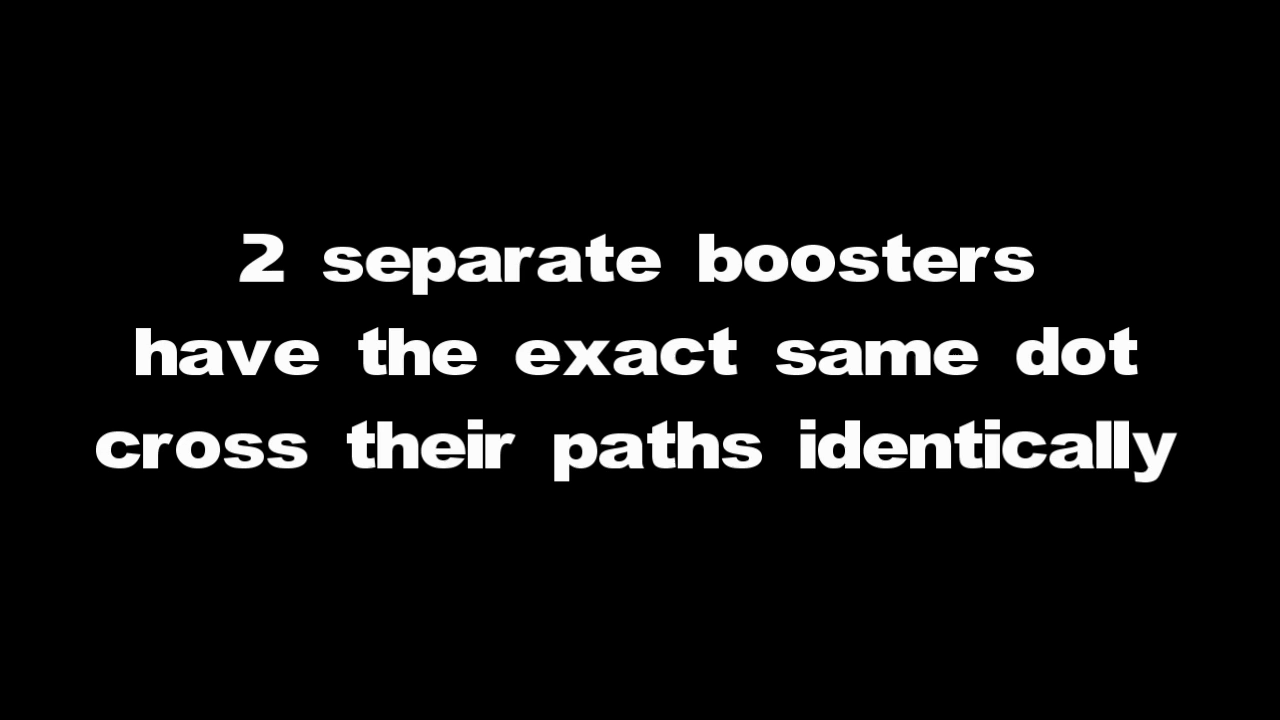 2 separate boosters
have the exact same dot
cross their paths identically